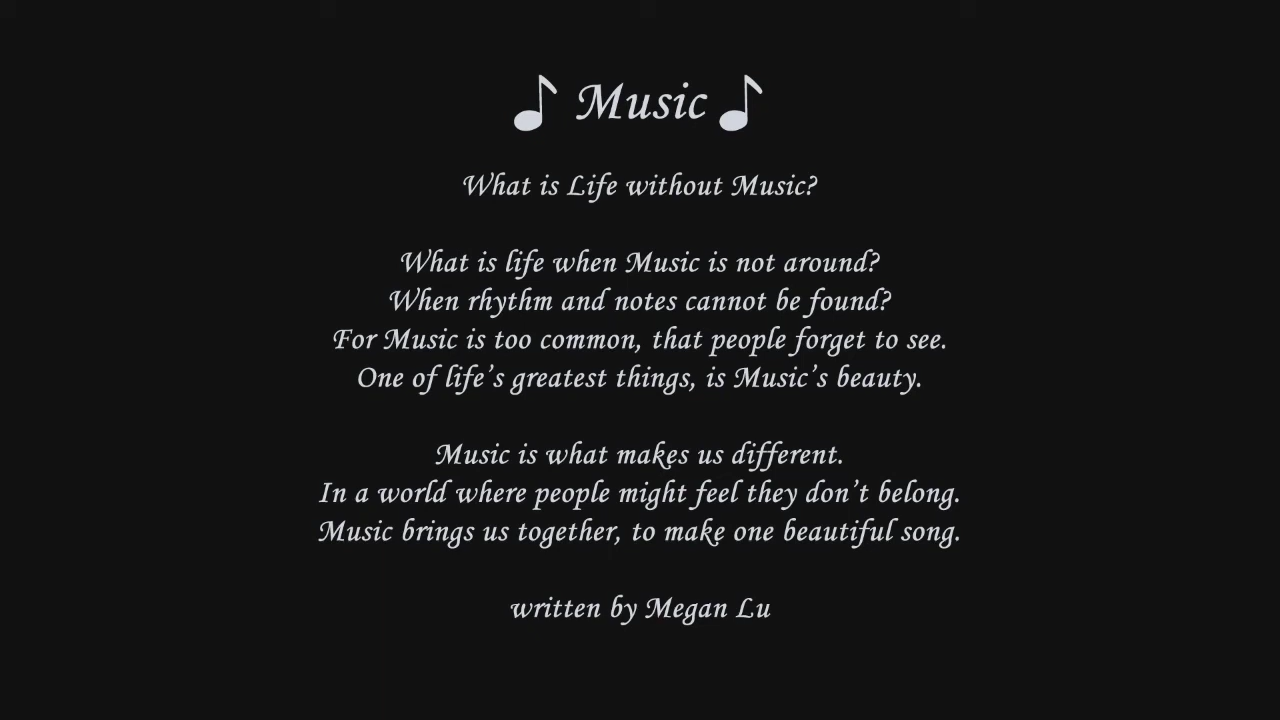 ♪ Music ♪
What is Life without Music?
What is life when Music is not around?
When rhythm and notes cannot be found?
For Music is too common, that people forget to see.
One of life’s greatest things, is Music’s beauty.
Music is what makes us different.
In a world where people might feel they don’t belong.
Music brings us together, to make one beautiful song.
written by Megan Lu